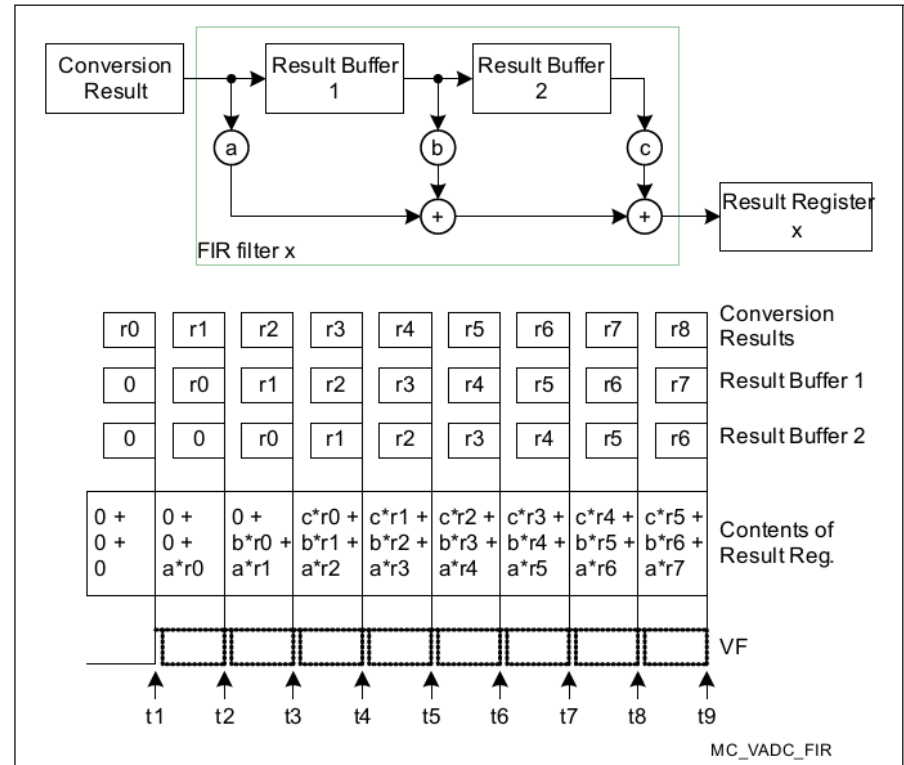 Conversion
Result
Result Buffer
1
Result Buffer
2
a
b
c
+
+
Result Register
x
FIR filter x
r0 r1 r2 r3 r4 r5 r6 r7 r8
Conversion
Results
0 r0 r1 r2 r3 r4 r5 r6 r7 Result Buffer 1
0 0 r0 r1 r2 r3 r4 r5 r6 Result Buffer 2
0 + 0 + 0 + c*r0 + c*r1 + c*r2 + c*r3 + c*r4 + c*r5 +
0 + 0 + b*r0 + b*r1 + b*r2 + b*r3 + b*r4 + b*r5 + b*r6 +
0 a*r0 a*r1 a*r2 a*r3 a*r4 a*r5 a*r6 a*r7
Contents of
Result Reg.
VF
t1 t2 t3 t4 t5 t6 t7 t8 t9
MC_VADC_FIR